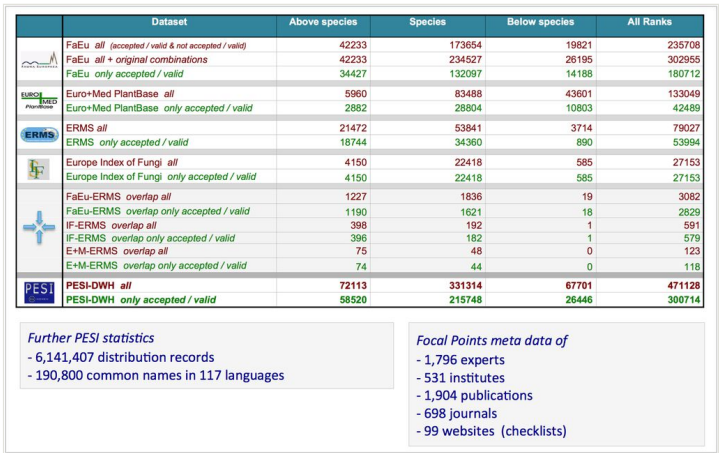 Dataset Above species Species Below species All Ranks
FaEu all (accepted / valid & not accepted / valid) 42233 173654 19821 235708
FaEu all + original combinations 42233 234527 26195 302955
FaEu only accepted / valid 34427 132097 14188 180712
EURO MED PlantBase
Euro+Med PlantBase all 5960 83488 43601 133049
Euro+Med PlantBase only accepted / valid 2882 28804 10803 42489
ERMS
ERMS all 21472 53841 3714 79027
ERMS only accepted / valid 18744 34360 890 53994
Europe Index of Fungi all 4150 22418 585 27153
Europe Index of Fungi only accepted / valid 4150 22418 585 27153
FaEu-ERMS overlap all 1227 1836 19 3082
FaEu-ERMS overlap only accepted / valid 1190 1621 18 2829
IF-ERMS overlap all 398 192 1 591
IF-ERMS overlap only accepted / valid 396 182 1 579
E+M-ERMS overlap all 75 48 0 123
E+M-ERMS overlap only accepted / valid 74 44 0 118
PESI
PESI-DWH all 72113 331314 67701 471128
PESI-DWH only accepted / valid 58520 215748 26446 300714
Further PESI statistics
- 6,141,407 distribution records
- 190,800 common names in 117 languages
Focal Points meta data of
- 1,796 experts
- 531 institutes
- 1,904 publications
- 698 journals
- 99 websites (checklists)